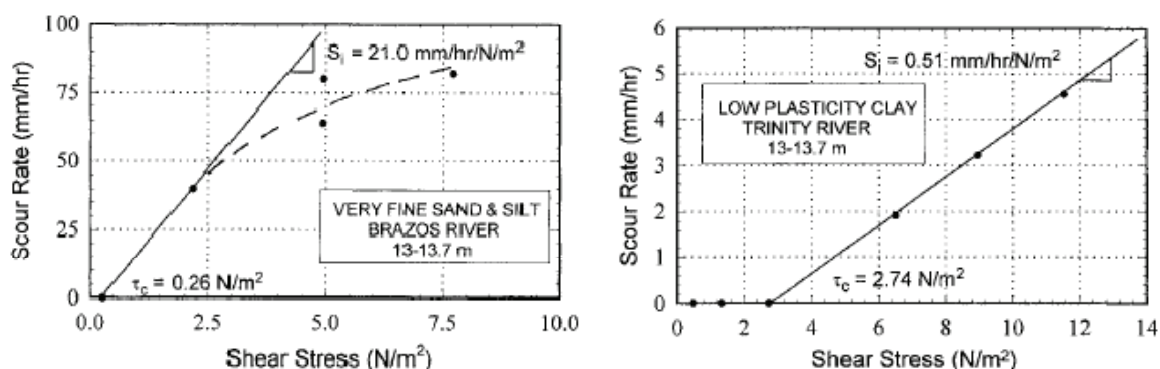 100
75
50
25
0
Scour Rate (mm/hr)
Si = 21.0 mm/hr/N/m²
VERY FINE SAND & SILT
BRAZOS RIVER
13-13.7 m
τc = 0.26 N/m²
0.0 2.5 5.0 7.5 10.0
Shear Stress (N/m²)
6
5
4
3
2
1
0
Scour Rate (mm/hr)
Si = 0.51 mm/hr/N/m²
LOW PLASTICITY CLAY
TRINITY RIVER
13-13.7 m
τc = 2.74 N/m²
0 2 4 6 8 10 12 14
Shear Stress (N/m²)